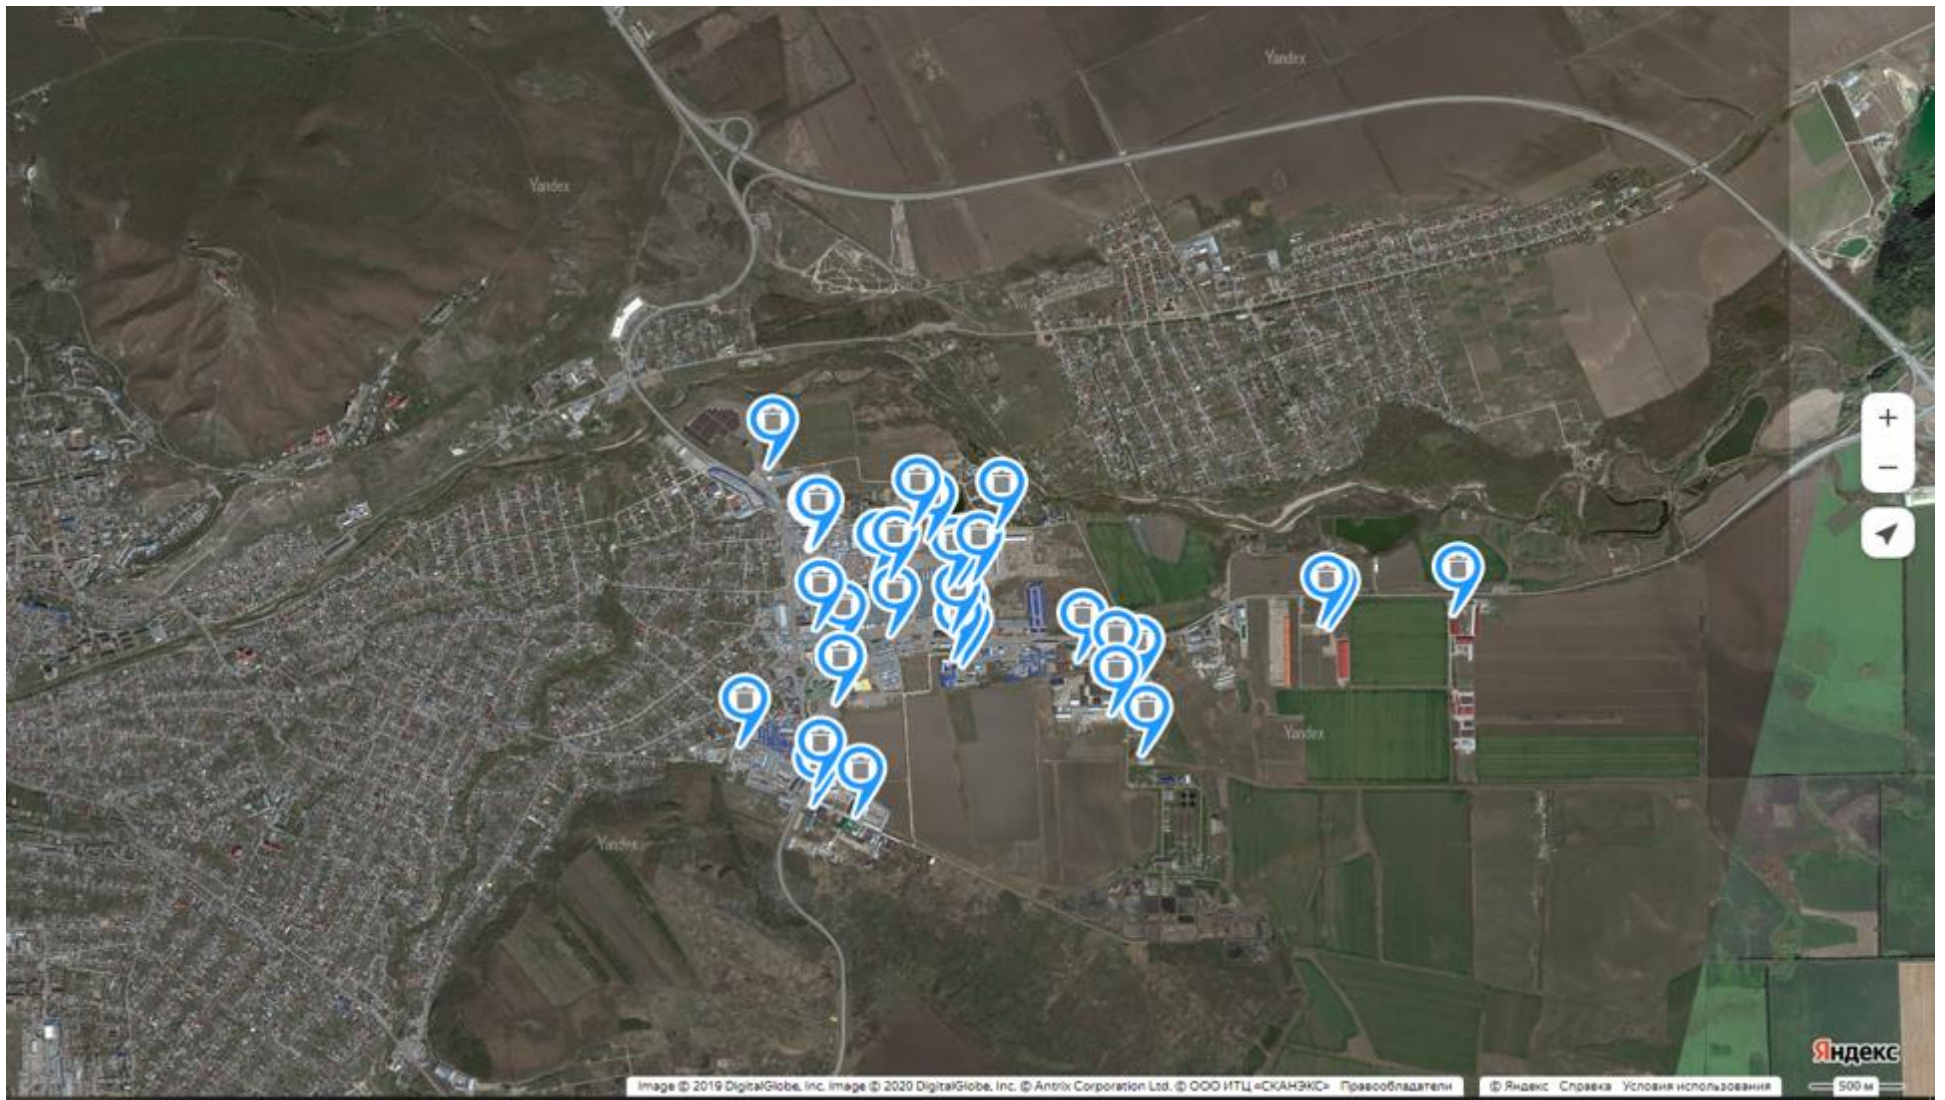 Yandex
Yandex
Yandex
Yandex
+
−
Яндекс
Image © 2019 DigitalGlobe, Inc. Image © 2020 DigitalGlobe, Inc. © Antrix Corporation Ltd. © ООО ИТЦ «СКАНЭКС» Правообладатели
© Яндекс Справка Условия использования
500 м